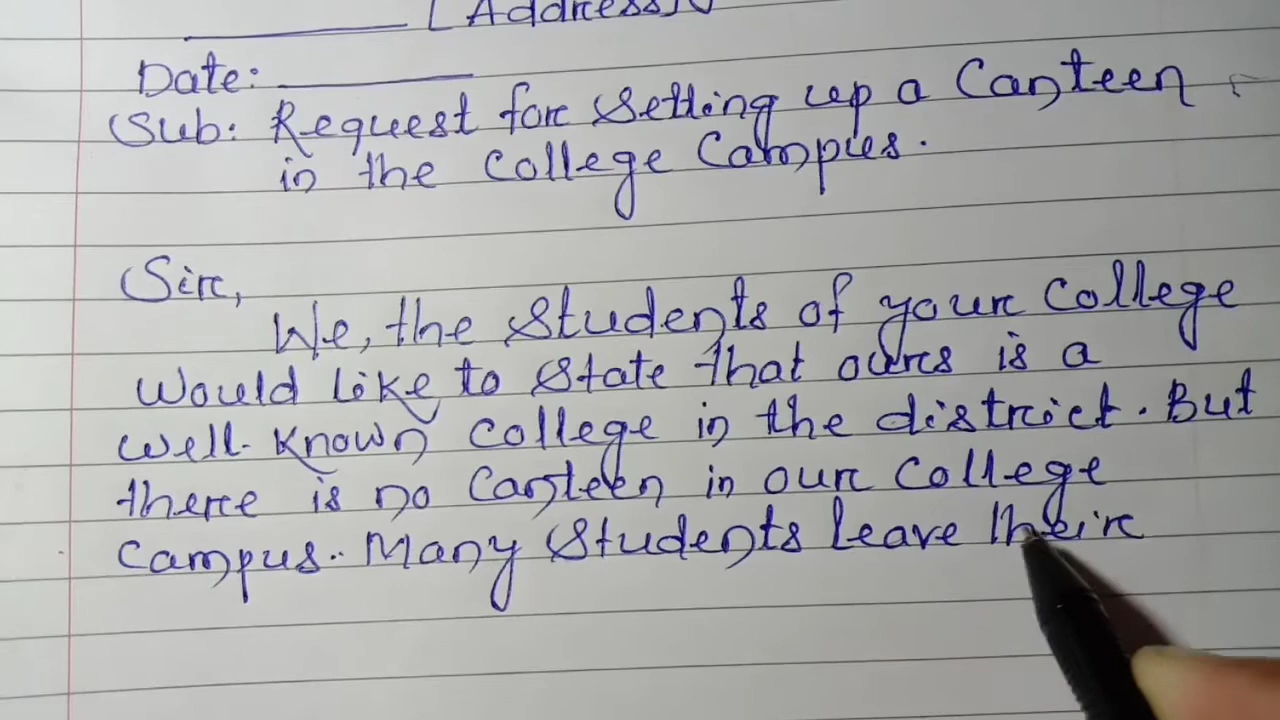 ________ [Address]
Date: ________
Sub: Request for Setting up a Canteen
in the College Campus.
Sir,
We, the Students of your College
Would like to State that ours is a
well-known college in the district. But
there is no Canteen in our College
campus. Many Students leave their